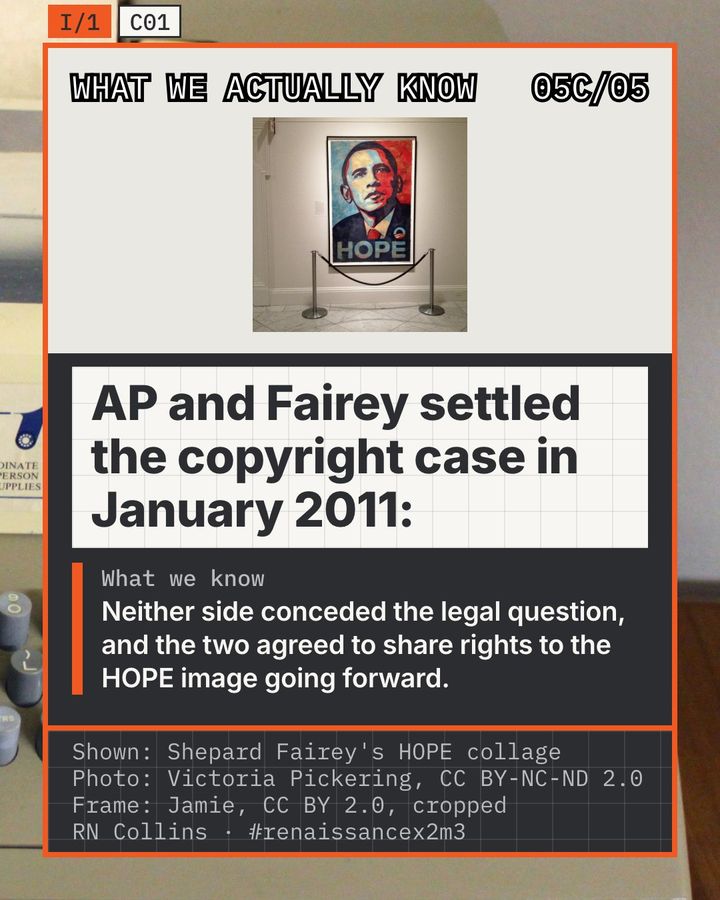 I/1 C01
WHAT WE ACTUALLY KNOW 05C/05
HOPE
AP and Fairey settled
the copyright case in
January 2011:
What we know
Neither side conceded the legal question,
and the two agreed to share rights to the
HOPE image going forward.
Shown: Shepard Fairey's HOPE collage
Photo: Victoria Pickering, CC BY-NC-ND 2.0
Frame: Jamie, CC BY 2.0, cropped
RN Collins · #renaissancex2m3
DINATE
PERSON
UPPLIES